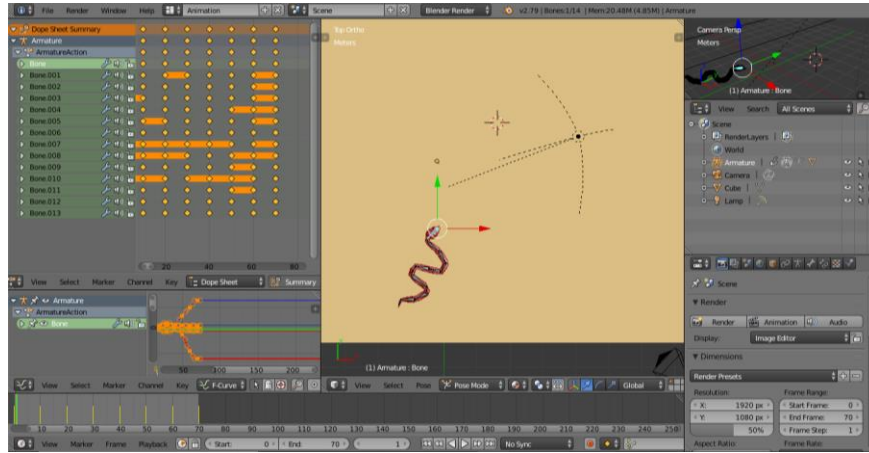 File Render Window Help Animation Scene Blender Render v2.79 | Bones:1/14 | Mem:20.48M (4.85M) | Armature
Dope Sheet Summary
Armature
ArmatureAction
Bone
Bone.001
Bone.002
Bone.003
Bone.004
Bone.005
Bone.006
Bone.007
Bone.008
Bone.009
Bone.010
Bone.011
Bone.012
Bone.013
20 40 60 80
View Select Marker Channel Key Dope Sheet Summary
Armature
ArmatureAction
Bone
50 100 150 200
View Select Marker Channel Key F-Curve
Top Ortho
Meters
(1) Armature : Bone
View Select Pose Pose Mode Global
Camera Persp
Meters
(1) Armature : Bone
View Search All Scenes
Scene
RenderLayers
World
Armature
Camera
Cube
Lamp
Scene
Render
Render Animation Audio
Display: Image Editor
Dimensions
Render Presets
Resolution: Frame Range:
X: 1920 px Start Frame: 0
Y: 1080 px End Frame: 70
50% Frame Step: 1
Aspect Ratio: Frame Rate:
10 20 30 40 50 60 70 80 90 100 110 120 130 140 150 160 170 180 190 200 210 220 230 240 250
View Marker Frame Playback Start: 0 End: 70 1 No Sync